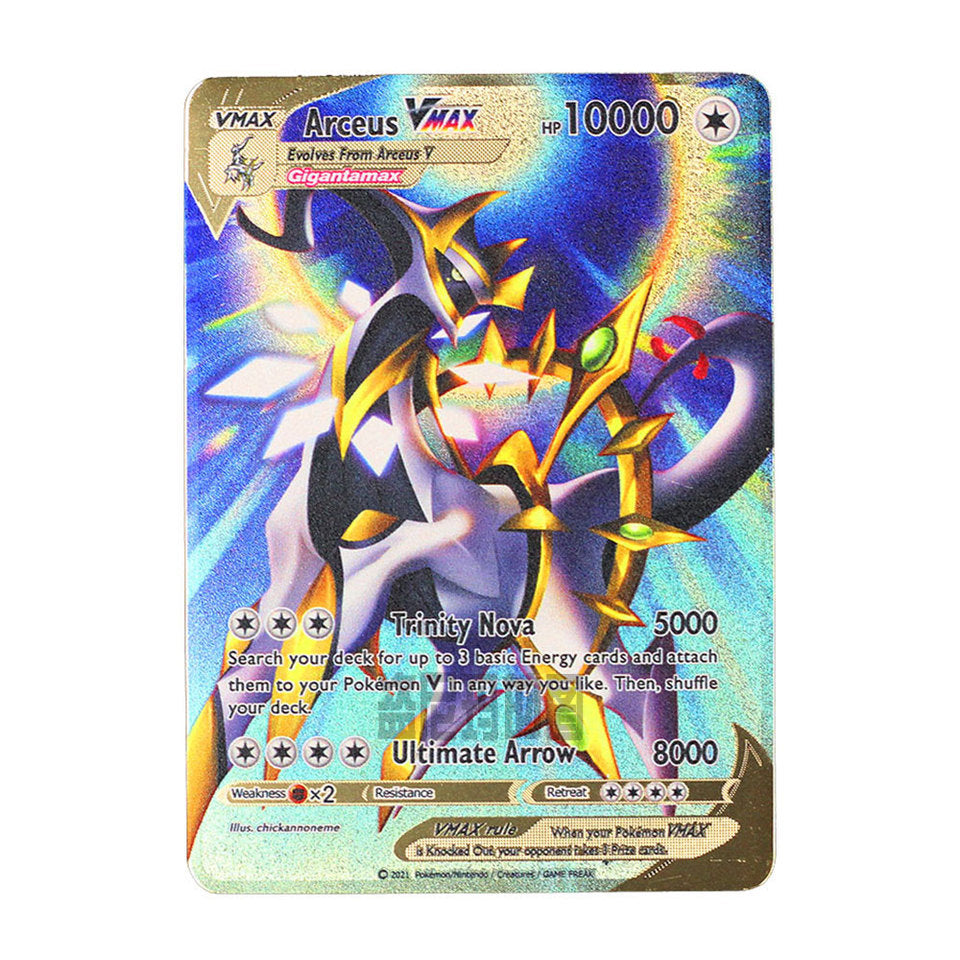 VMAX Arceus VMAX HP 10000
Evolves From Arceus V
Gigantamax
Trinity Nova 5000
Search your deck for up to 3 basic Energy cards and attach
them to your Pokémon V in any way you like. Then, shuffle
your deck.
Ultimate Arrow 8000
Weakness ×2 Resistance Retreat
Illus. chickannoneme
VMAX rule When your Pokémon VMAX
is Knocked Out, your opponent takes 3 Prize cards.
© 2021 Pokémon/Nintendo / Creatures / GAME FREAK